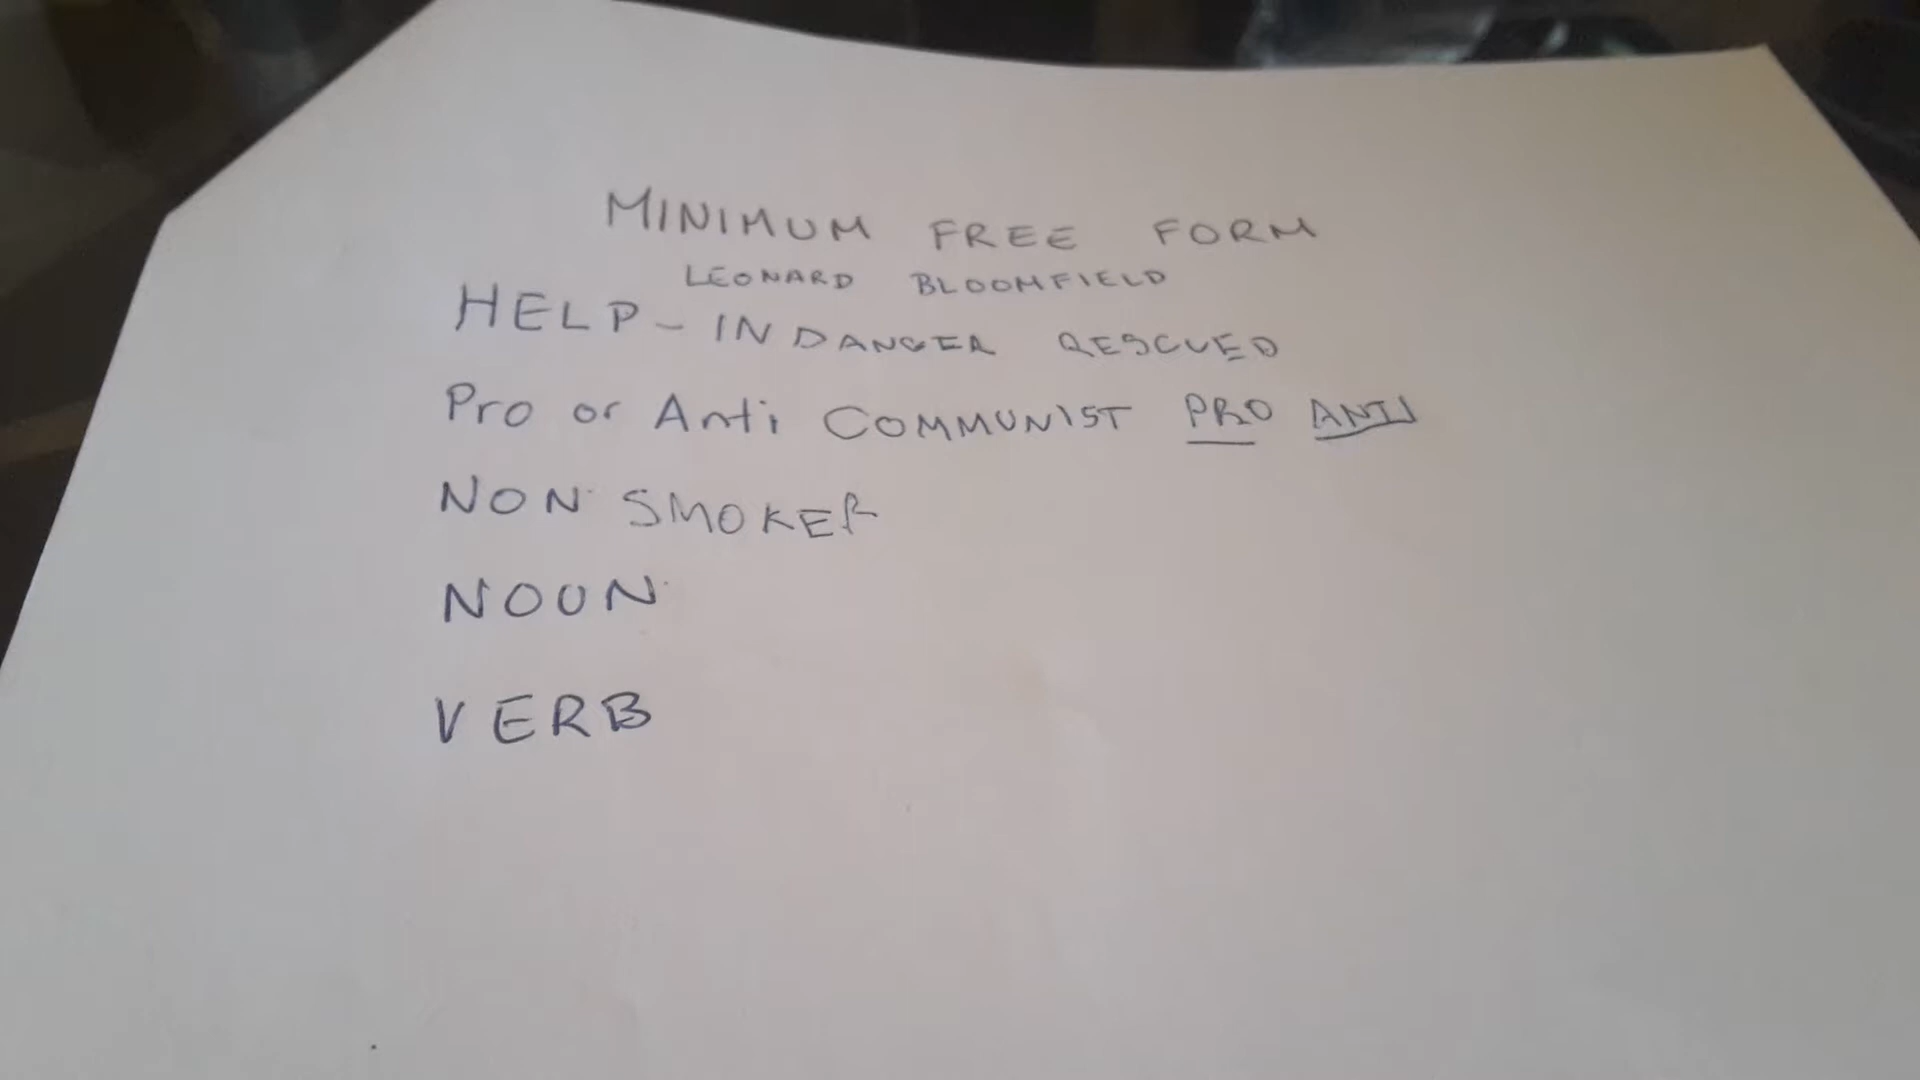 MINIMUM FREE FORM
LEONARD BLOOMFIELD
HELP - IN DANGER RESCUED
Pro or Anti COMMUNIST PRO ANTI
NON SMOKER
NOUN
VERB